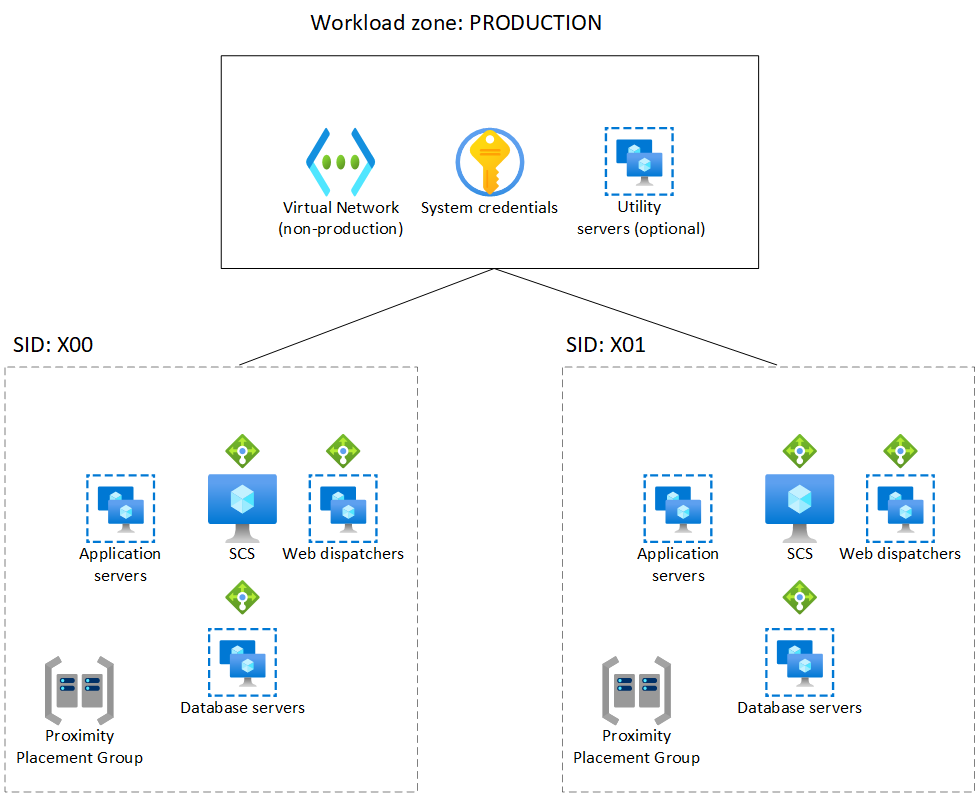 Workload zone: PRODUCTION
Virtual Network
(non-production)
System credentials
Utility
servers (optional)
SID: X00
Application
servers
SCS
Web dispatchers
Database servers
Proximity
Placement Group
SID: X01
Application
servers
SCS
Web dispatchers
Database servers
Proximity
Placement Group